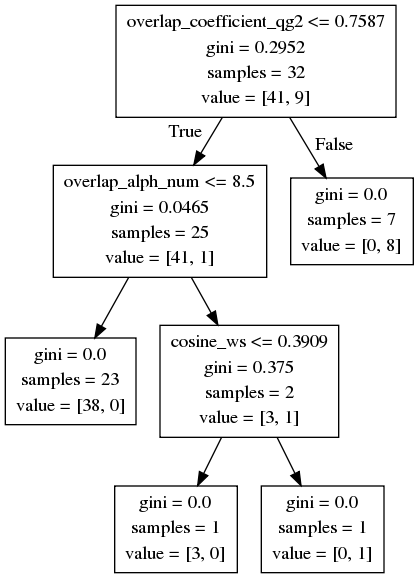 overlap_coefficient_qg2 <= 0.7587
gini = 0.2952
samples = 32
value = [41, 9]
True
False
overlap_alph_num <= 8.5
gini = 0.0465
samples = 25
value = [41, 1]
gini = 0.0
samples = 7
value = [0, 8]
gini = 0.0
samples = 23
value = [38, 0]
cosine_ws <= 0.3909
gini = 0.375
samples = 2
value = [3, 1]
gini = 0.0
samples = 1
value = [3, 0]
gini = 0.0
samples = 1
value = [0, 1]